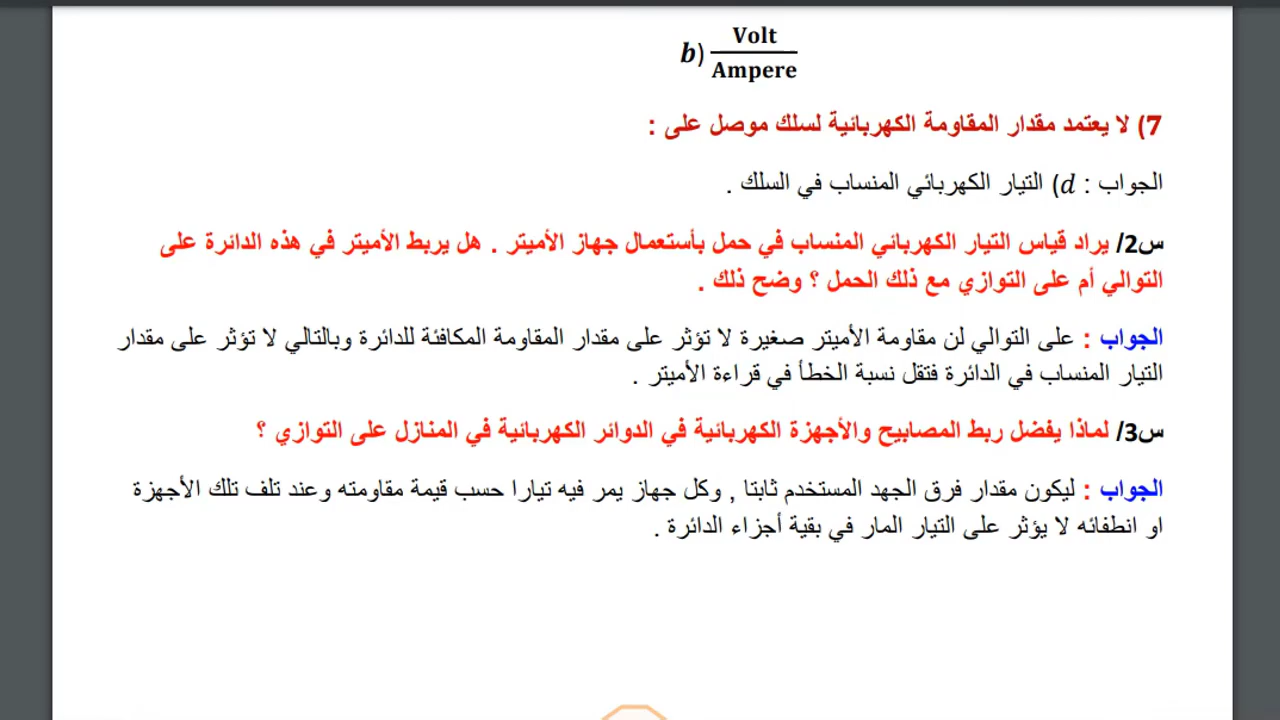 b) Volt / Ampere
7) لا يعتمد مقدار المقاومة الكهربائية لسلك موصل على :
الجواب : d) التيار الكهربائي المنساب في السلك .
س2/ يراد قياس التيار الكهربائي المنساب في حمل بأستعمال جهاز الأميتر . هل يربط الأميتر في هذه الدائرة على
التوالي أم على التوازي مع ذلك الحمل ؟ وضح ذلك .
الجواب : على التوالي لن مقاومة الأميتر صغيرة لا تؤثر على مقدار المقاومة المكافئة للدائرة وبالتالي لا تؤثر على مقدار
التيار المنساب في الدائرة فتقل نسبة الخطأ في قراءة الأميتر .
س3/ لماذا يفضل ربط المصابيح والأجهزة الكهربائية في الدوائر الكهربائية في المنازل على التوازي ؟
الجواب : ليكون مقدار فرق الجهد المستخدم ثابتا , وكل جهاز يمر فيه تيارا حسب قيمة مقاومته وعند تلف تلك الأجهزة
او انطفائه لا يؤثر على التيار المار في بقية أجزاء الدائرة .